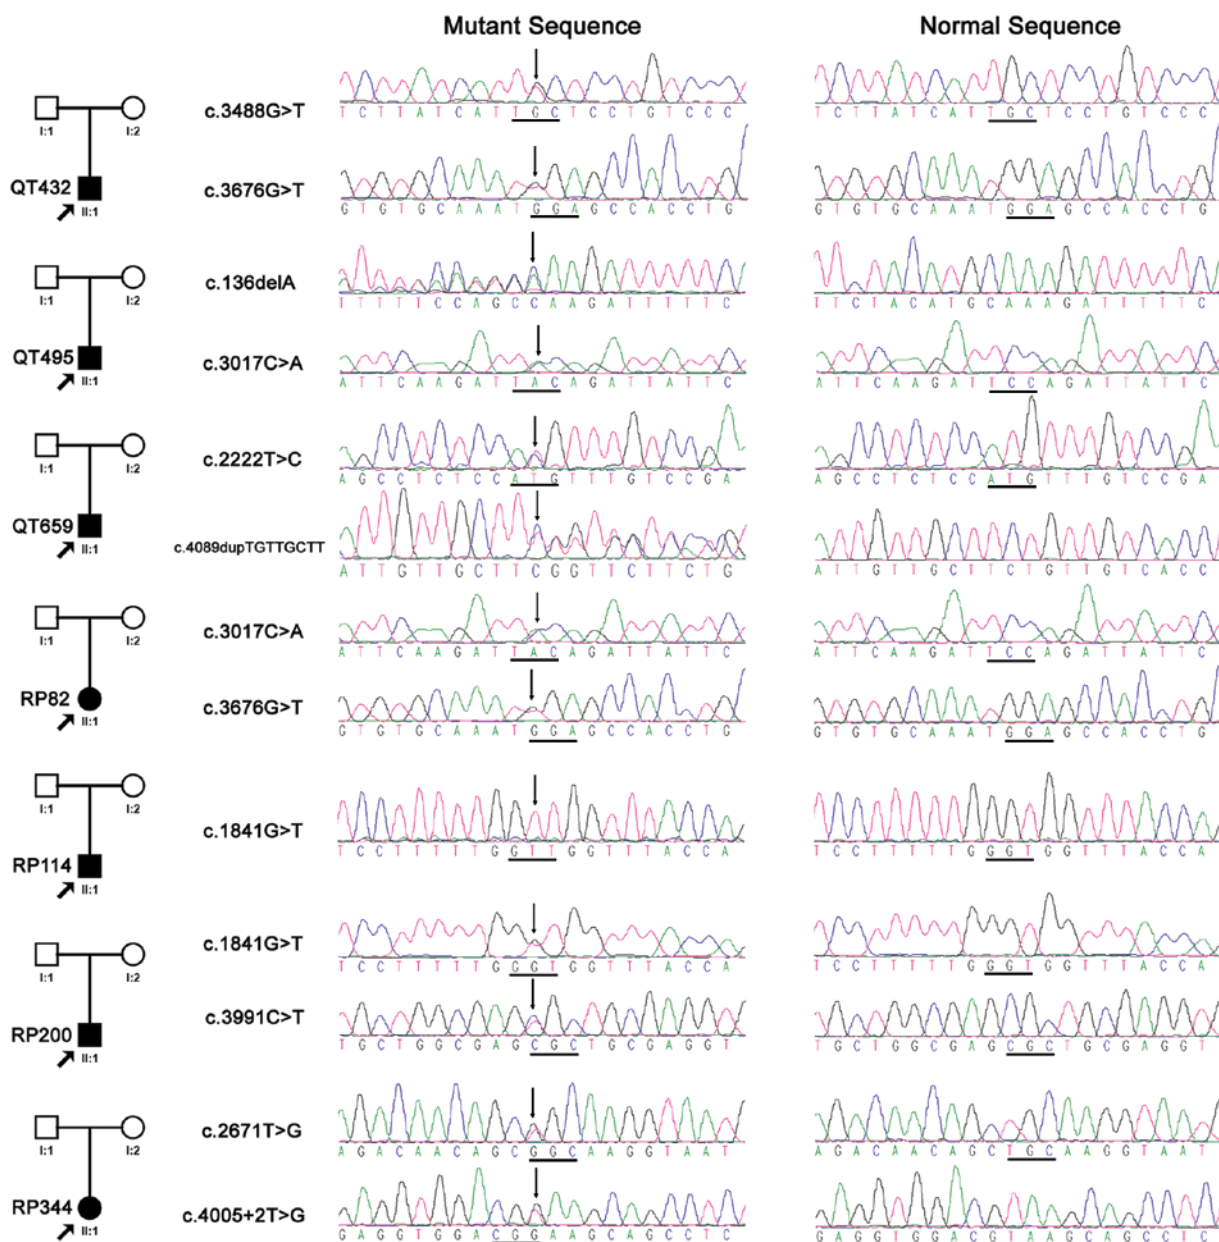 Mutant Sequence
Normal Sequence
I:1
I:2
QT432
II:1
c.3488G>T
T C T T A T C A T T G C T C C T G T C C C
T C T T A T C A T T G C T C C T G T C C C
c.3676G>T
G T G T G C A A A T G G A G C C A C C T G
G T G T G C A A A T G G A G C C A C C T G
I:1
I:2
QT495
II:1
c.136delA
T T T T T C C A G C C A A G A T T T T T C
T T C T A C A T G C A A A G A T T T T T C
c.3017C>A
A T T C A A G A T T A C A G A T T A T T C
A T T C A A G A T T C C A G A T T A T T C
I:1
I:2
QT659
II:1
c.2222T>C
A G C C T C T C C A T G T T T G T C C G A
A G C C T C T C C A T G T T T G T C C G A
c.4089dupTGTTGCTT
A T T G T T G C T T C G G T T C T T C T G
A T T G T T G C T T C T G T T G T C A C C
I:1
I:2
RP82
II:1
c.3017C>A
A T T C A A G A T T A C A G A T T A T T C
A T T C A A G A T T C C A G A T T A T T C
c.3676G>T
G T G T G C A A A T G G A G C C A C C T G
G T G T G C A A A T G G A G C C A C C T G
I:1
I:2
RP114
II:1
c.1841G>T
T C C T T T T T G G T T G G T T T A C C A
T C C T T T T T G G G T G G T T T A C C A
I:1
I:2
RP200
II:1
c.1841G>T
T C C T T T T T G G G T G G T T T A C C A
T C C T T T T T G G G T G G T T T A C C A
c.3991C>T
T G C T G G C G A G C G C T G C G A G G T
T G C T G G C G A G C G C T G C G A G G T
I:1
I:2
RP344
II:1
c.2671T>G
A G A C A A C A G C G G C A A G G T A A T
A G A C A A C A G C T G C A A G G T A A T
c.4005+2T>G
G A G G T G G A C G G A A G C A G C C T C
G A G G T G G A C G T A A G C A G C C T C